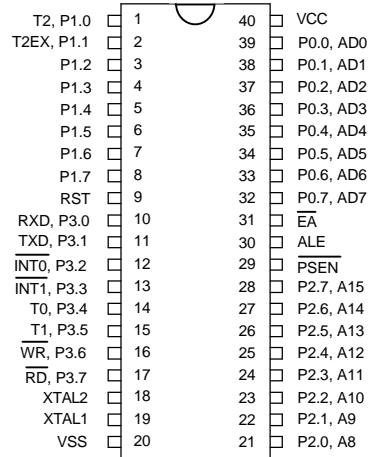 T2, P1.0 1 40 VCC
T2EX, P1.1 2 39 P0.0, AD0
P1.2 3 38 P0.1, AD1
P1.3 4 37 P0.2, AD2
P1.4 5 36 P0.3, AD3
P1.5 6 35 P0.4, AD4
P1.6 7 34 P0.5, AD5
P1.7 8 33 P0.6, AD6
RST 9 32 P0.7, AD7
RXD, P3.0 10 31 E̅A̅
TXD, P3.1 11 30 ALE
I̅N̅T̅0̅, P3.2 12 29 P̅S̅E̅N̅
I̅N̅T̅1̅, P3.3 13 28 P2.7, A15
T0, P3.4 14 27 P2.6, A14
T1, P3.5 15 26 P2.5, A13
W̅R̅, P3.6 16 25 P2.4, A12
R̅D̅, P3.7 17 24 P2.3, A11
XTAL2 18 23 P2.2, A10
XTAL1 19 22 P2.1, A9
VSS 20 21 P2.0, A8